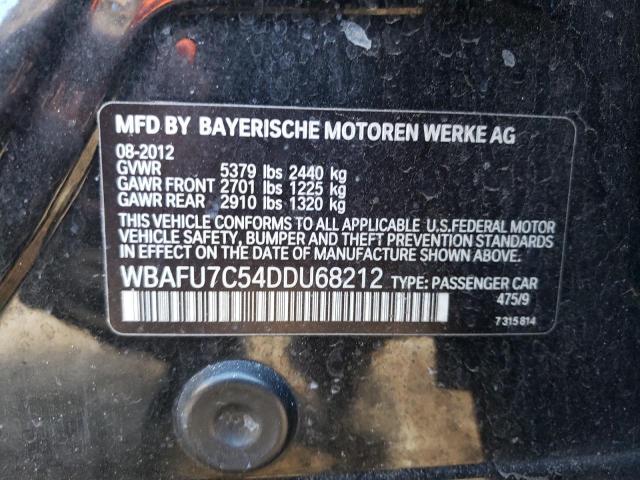 MFD BY BAYERISCHE MOTOREN WERKE AG
08-2012
GVWR 5379 lbs 2440 kg
GAWR FRONT 2701 lbs 1225 kg
GAWR REAR 2910 lbs 1320 kg
THIS VEHICLE CONFORMS TO ALL APPLICABLE U.S.FEDERAL MOTOR
VEHICLE SAFETY, BUMPER AND THEFT PREVENTION STANDARDS
IN EFFECT ON THE DATE OF MANUFACTURE SHOWN ABOVE.
WBAFU7C54DDU68212 TYPE: PASSENGER CAR
475/9
7 315 814